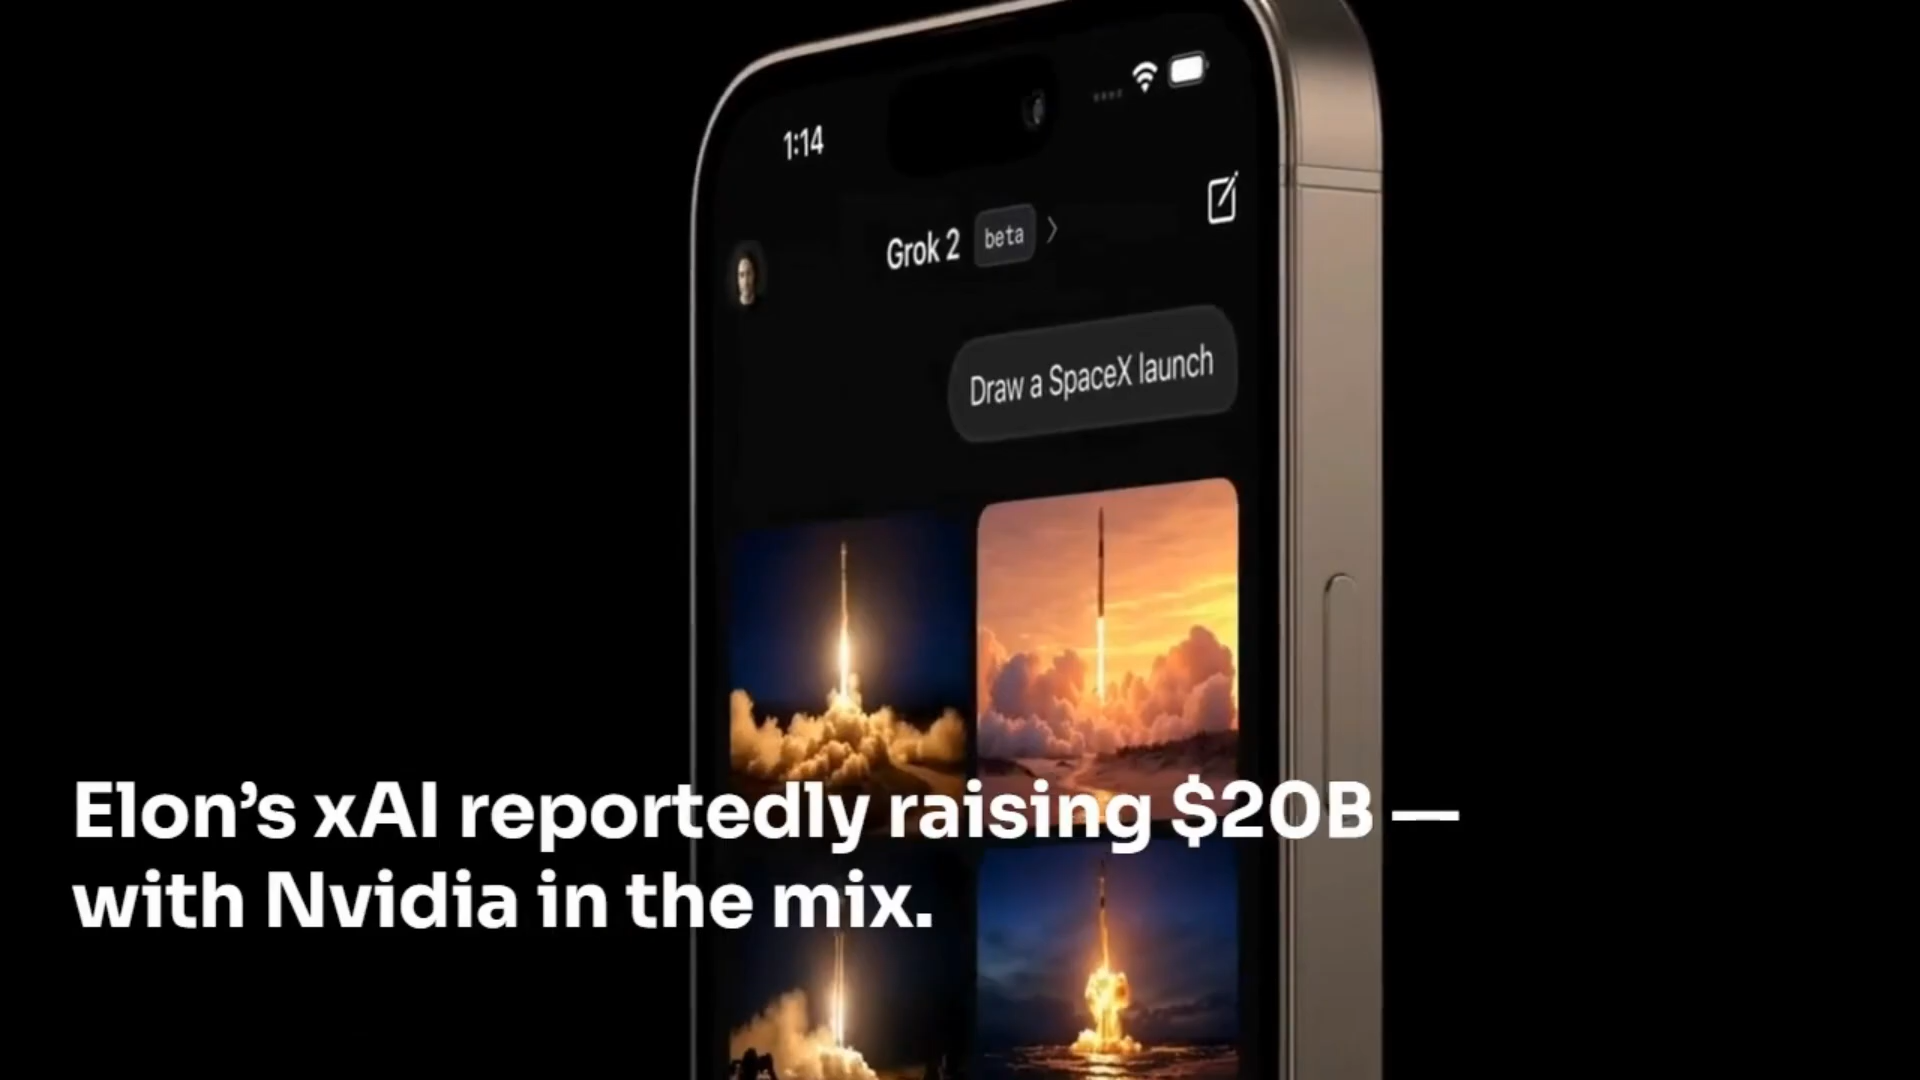 1:14
Grok 2 beta
Draw a SpaceX launch
Elon’s xAI reportedly raising $20B —
with Nvidia in the mix.